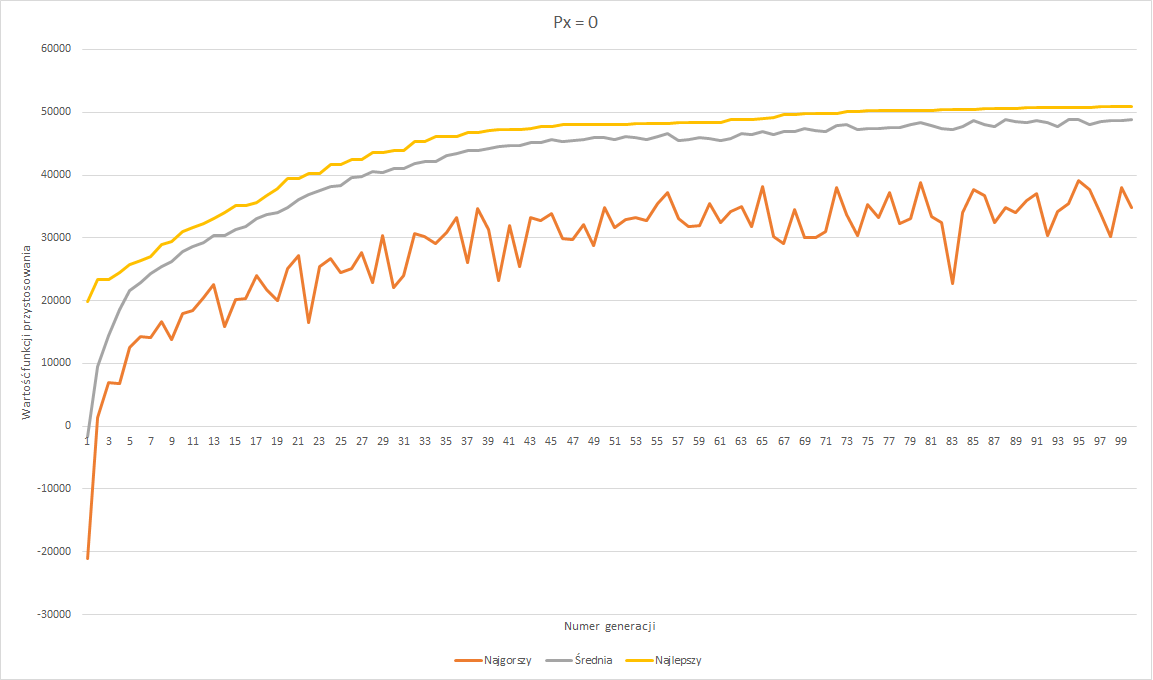 Px = 0
60000
50000
40000
30000
20000
10000
0
-10000
-20000
-30000
Wartość funkcji przystosowania
1 3 5 7 9 11 13 15 17 19 21 23 25 27 29 31 33 35 37 39 41 43 45 47 49 51 53 55 57 59 61 63 65 67 69 71 73 75 77 79 81 83 85 87 89 91 93 95 97 99
Numer generacji
Najgorszy Średnia Najlepszy